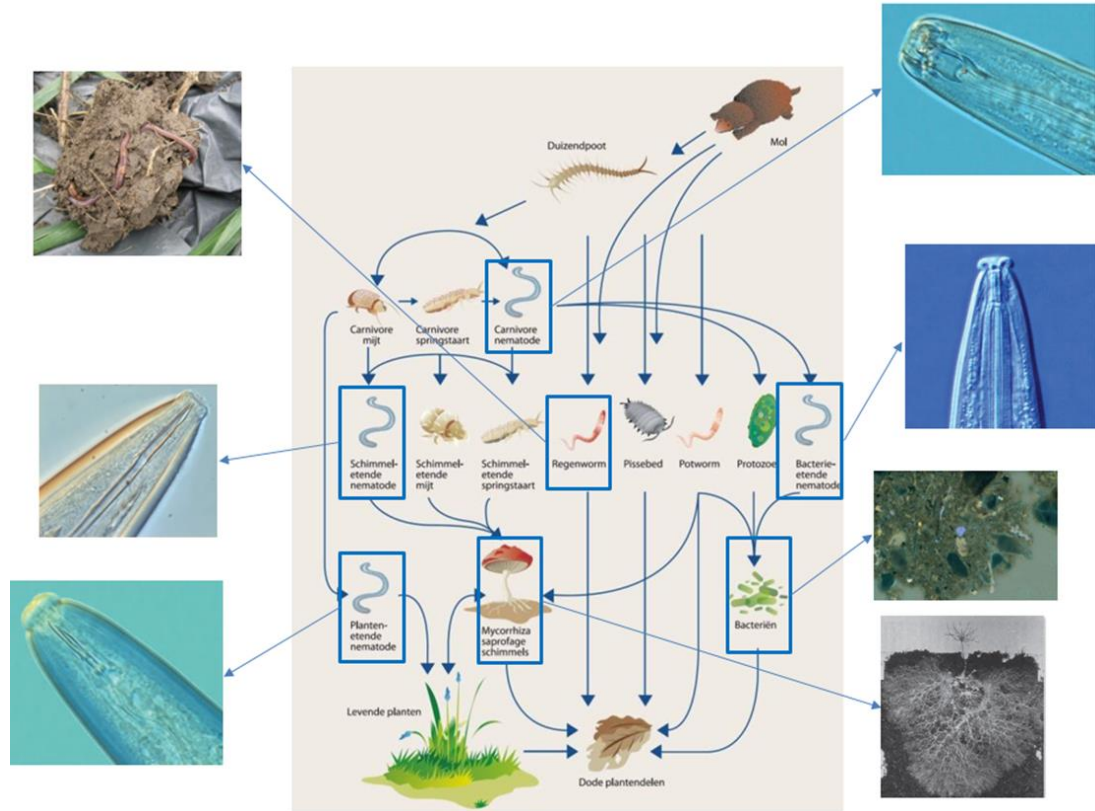 Duizendpoot
Mol
Carnivore
mijt
Carnivore
springstaart
Carnivore
nematode
Schimmel-
etende
nematode
Schimmel-
etende
mijt
Schimmel-
etende
springstaart
Regenworm
Pissebed
Potworm
Protozoe
Bacterie-
etende
nematode
Planten-
etende
nematode
Mycorrhiza
saprofage
schimmels
Bacteriën
Levende planten
Dode plantendelen